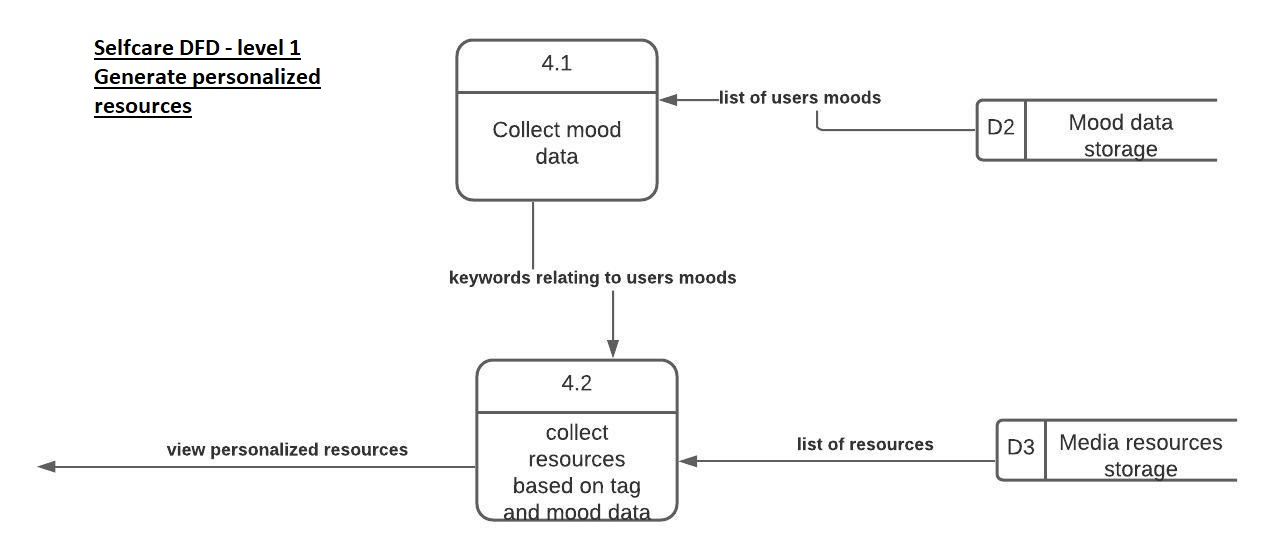 Selfcare DFD - level 1
Generate personalized
resources
4.1
Collect mood
data
list of users moods
D2
Mood data
storage
keywords relating to users moods
4.2
collect
resources
based on tag
and mood data
view personalized resources
list of resources
D3
Media resources
storage